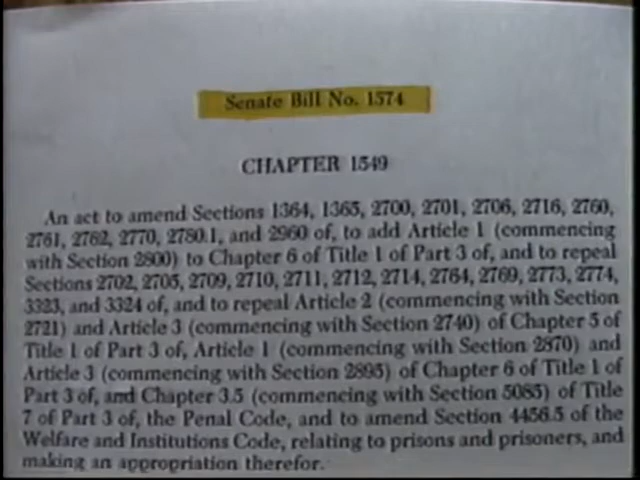 Senate Bill No. 1574
CHAPTER 1549
An act to amend Sections 1364, 1365, 2700, 2701, 2706, 2716, 2760,
2761, 2762, 2770, 2780.1, and 2960 of, to add Article 1 (commencing
with Section 2800) to Chapter 6 of Title 1 of Part 3 of, and to repeal
Sections 2702, 2705, 2709, 2710, 2711, 2712, 2714, 2764, 2769, 2773, 2774,
3323, and 3324 of, and to repeal Article 2 (commencing with Section
2721) and Article 3 (commencing with Section 2740) of Chapter 5 of
Title 1 of Part 3 of, Article 1 (commencing with Section 2870) and
Article 3 (commencing with Section 2895) of Chapter 6 of Title 1 of
Part 3 of, and Chapter 3.5 (commencing with Section 5085) of Title
7 of Part 3 of, the Penal Code, and to amend Section 4456.5 of the
Welfare and Institutions Code, relating to prisons and prisoners, and
making an appropriation therefor.